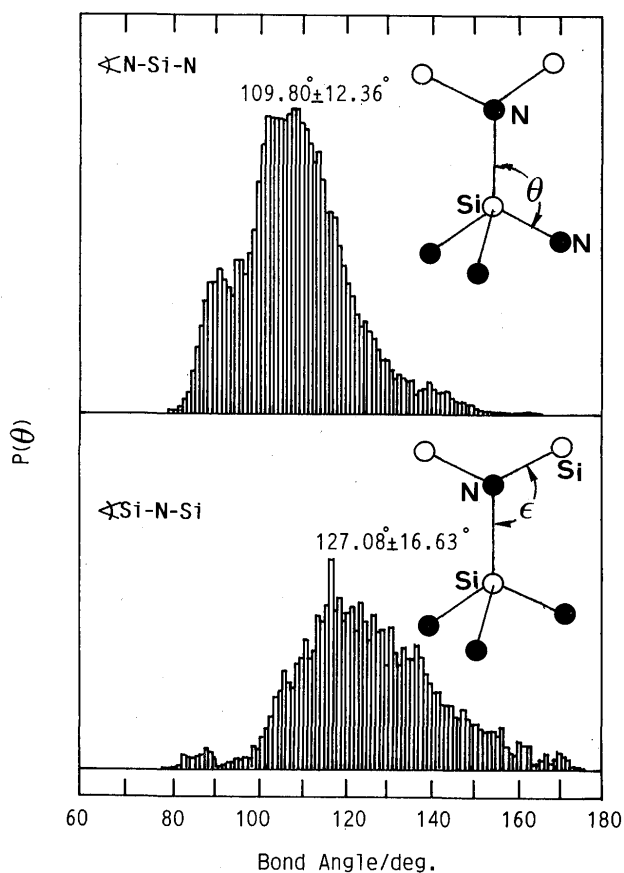 ∢N-Si-N
109.80°±12.36°
N
Si
θ
N
P(θ)
∢Si-N-Si
127.08°±16.63°
N
Si
ε
Si
60 80 100 120 140 160 180
Bond Angle/deg.